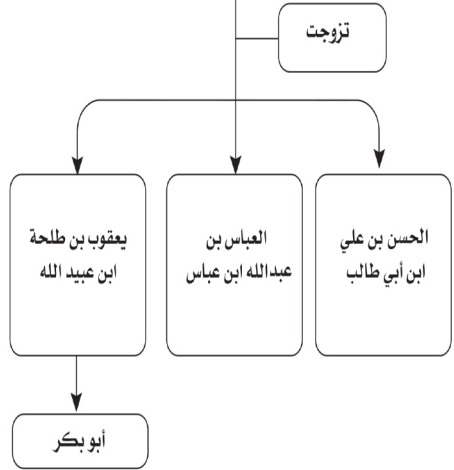 تزوجت
الحسن بن علي
ابن أبي طالب
العباس بن
عبدالله ابن عباس
يعقوب بن طلحة
ابن عبيد الله
أبو بكر